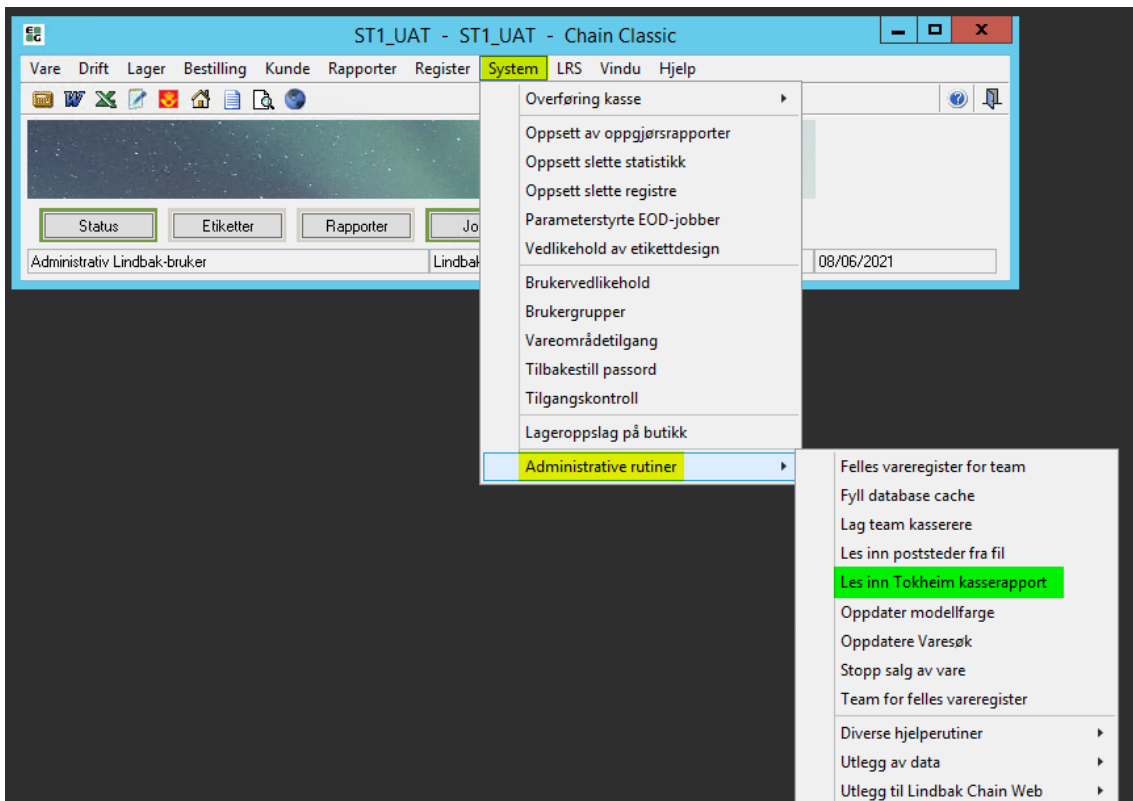 ST1_UAT - ST1_UAT - Chain Classic
Vare Drift Lager Bestilling Kunde Rapporter Register System LRS Vindu Hjelp
Overføring kasse
Oppsett av oppgjørsrapporter
Oppsett slette statistikk
Oppsett slette registre
Parameterstyrte EOD-jobber
Vedlikehold av etikettdesign
Brukervedlikehold
Brukergrupper
Vareområdetilgang
Tilbakestill passord
Tilgangskontroll
Lageroppslag på butikk
Administrative rutiner
Status Etiketter Rapporter Jo
Administrativ Lindbak-bruker Lindbak 08/06/2021
Felles vareregister for team
Fyll database cache
Lag team kasserere
Les inn poststeder fra fil
Les inn Tokheim kasserapport
Oppdater modellfarge
Oppdatere Varesøk
Stopp salg av vare
Team for felles vareregister
Diverse hjelperutiner
Utlegg av data
Utlegg til Lindbak Chain Web